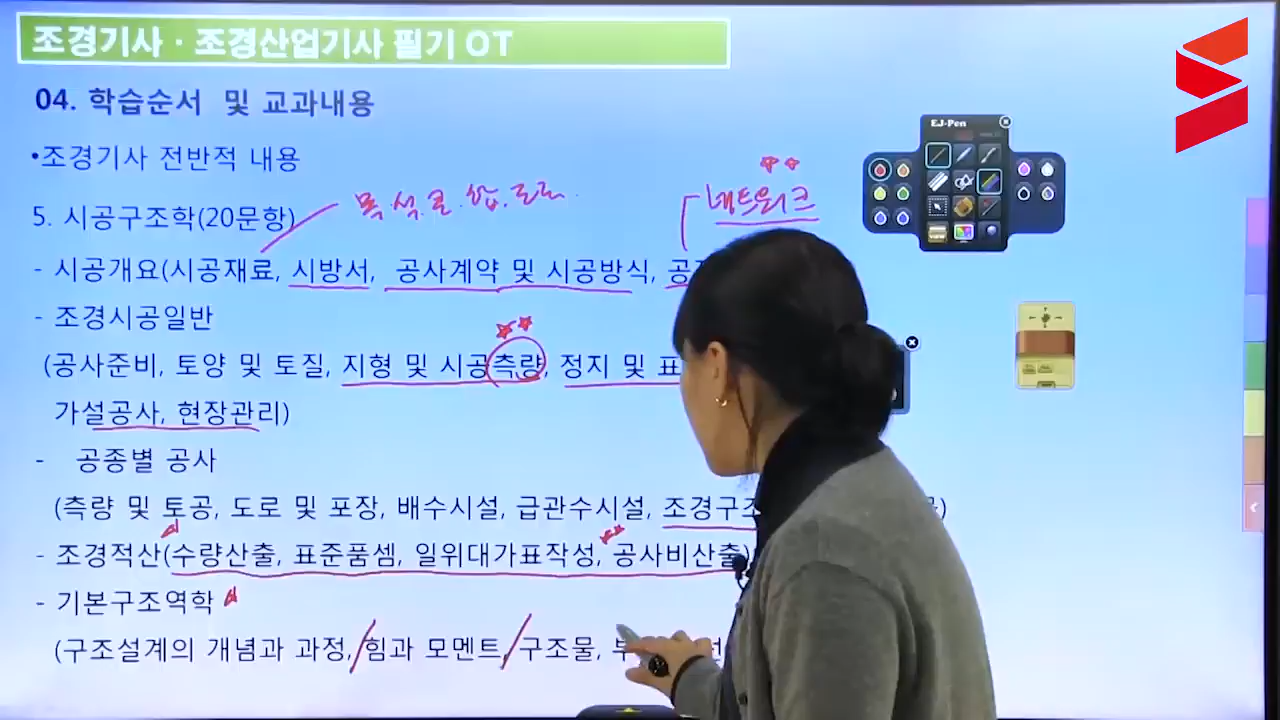 조경기사 · 조경산업기사 필기 OT
04. 학습순서 및 교과내용
•조경기사 전반적 내용
EJ-Pen
네트워크
5. 시공구조학(20문항)
- 시공개요(시공재료, 시방서, 공사계약 및 시공방식,
- 조경시공일반
(공사준비, 토양 및 토질, 지형 및 시공측량, 정지 및
가설공사, 현장관리)
- 공종별 공사
(측량 및 토공, 도로 및 포장, 배수시설, 급관수시설, )
- 조경적산(수량산출, 표준품셈, 일위대가표작성, 공사비산출)
- 기본구조역학
(구조설계의 개념과 과정, 힘과 모멘트, 구조물,